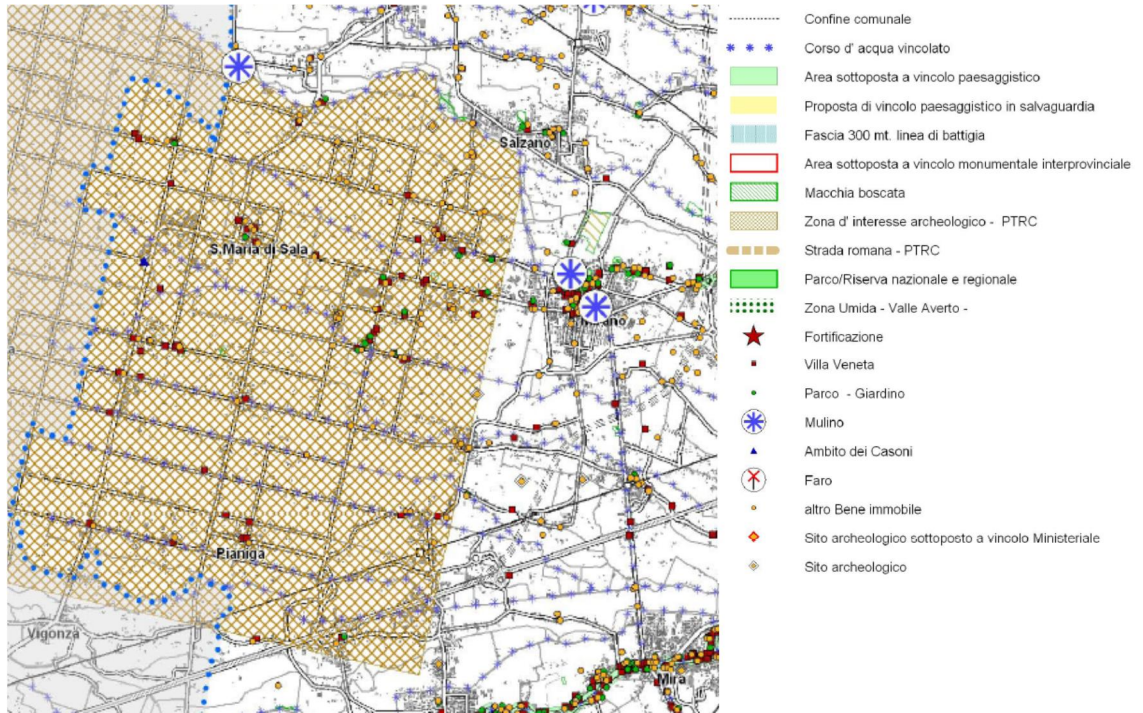 Salzano
S.Maria di Sala
Pianiga
Vigonza
Mira
Confine comunale
Corso d' acqua vincolato
Area sottoposta a vincolo paesaggistico
Proposta di vincolo paesaggistico in salvaguardia
Fascia 300 mt. linea di battigia
Area sottoposta a vincolo monumentale interprovinciale
Macchia boscata
Zona d' interesse archeologico - PTRC
Strada romana - PTRC
Parco/Riserva nazionale e regionale
Zona Umida - Valle Averto -
Fortificazione
Villa Veneta
Parco - Giardino
Mulino
Ambito dei Casoni
Faro
altro Bene immobile
Sito archeologico sottoposto a vincolo Ministeriale
Sito archeologico